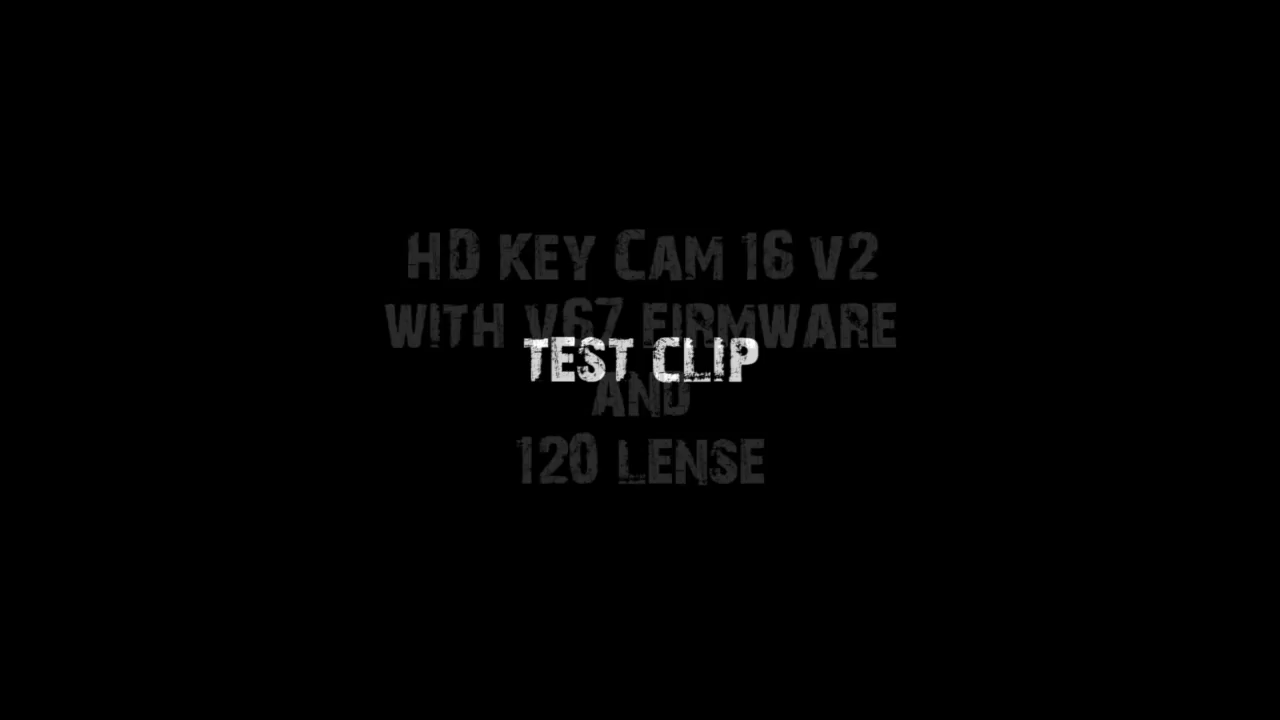 HD KEY CAM 16 V2
WITH V67 FIRMWARE
TEST CLIP
AND
120 LENSE